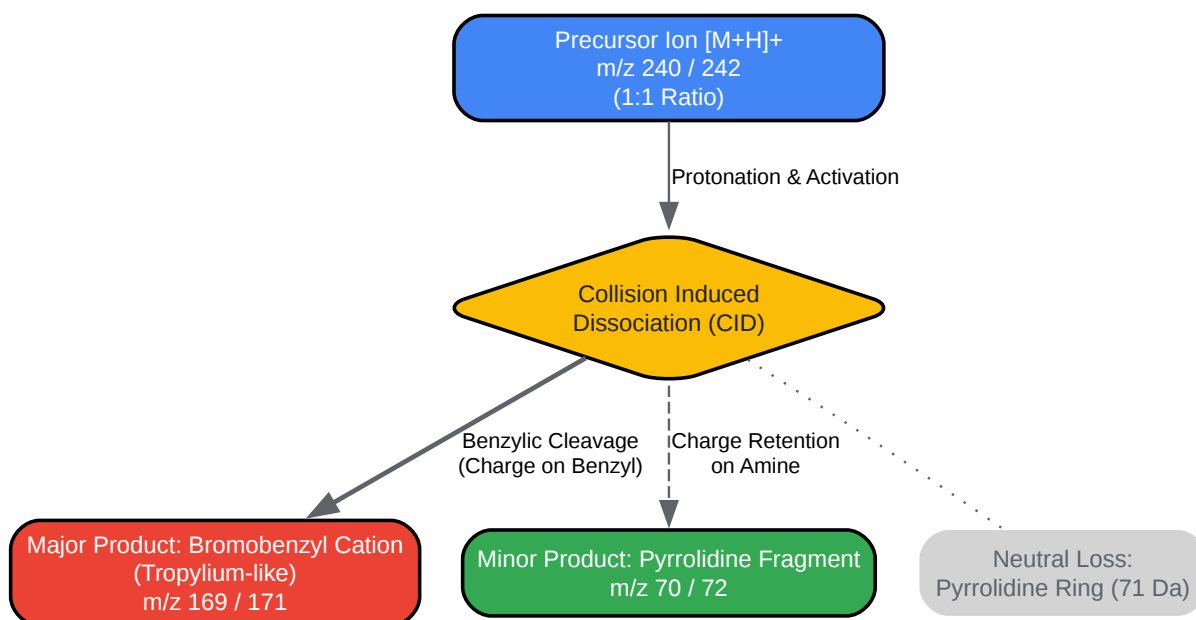 Precursor Ion [M+H]+
m/z 240 / 242
(1:1 Ratio)
Protonation & Activation
Collision Induced
Dissociation (CID)
Benzylic Cleavage
(Charge on Benzyl)
Charge Retention
on Amine
Major Product: Bromobenzyl Cation
(Tropylium-like)
m/z 169 / 171
Minor Product: Pyrrolidine Fragment
m/z 70 / 72
Neutral Loss:
Pyrrolidine Ring (71 Da)